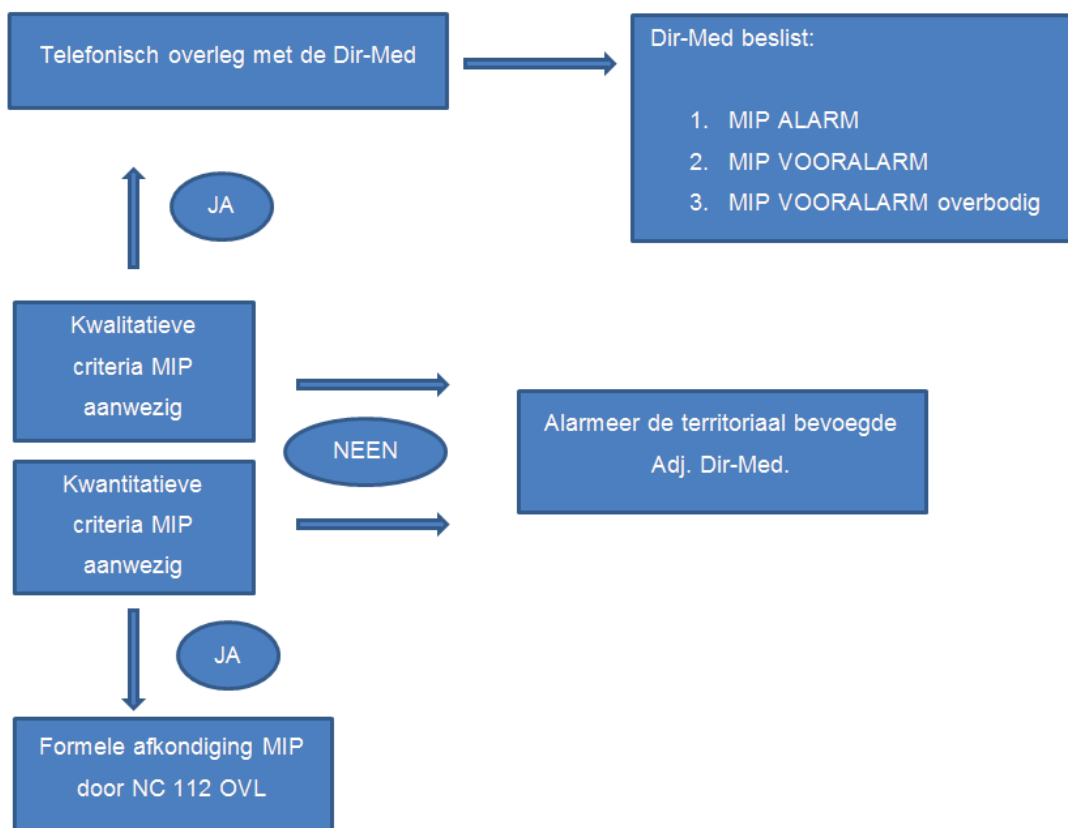 Telefonisch overleg met de Dir-Med
Dir-Med beslist:
1. MIP ALARM
2. MIP VOORALARM
3. MIP VOORALARM overbodig
JA
Kwalitatieve
criteria MIP
aanwezig
NEEN
Alarmeer de territoriaal bevoegde
Adj. Dir-Med.
Kwantitatieve
criteria MIP
aanwezig
JA
Formele afkondiging MIP
door NC 112 OVL